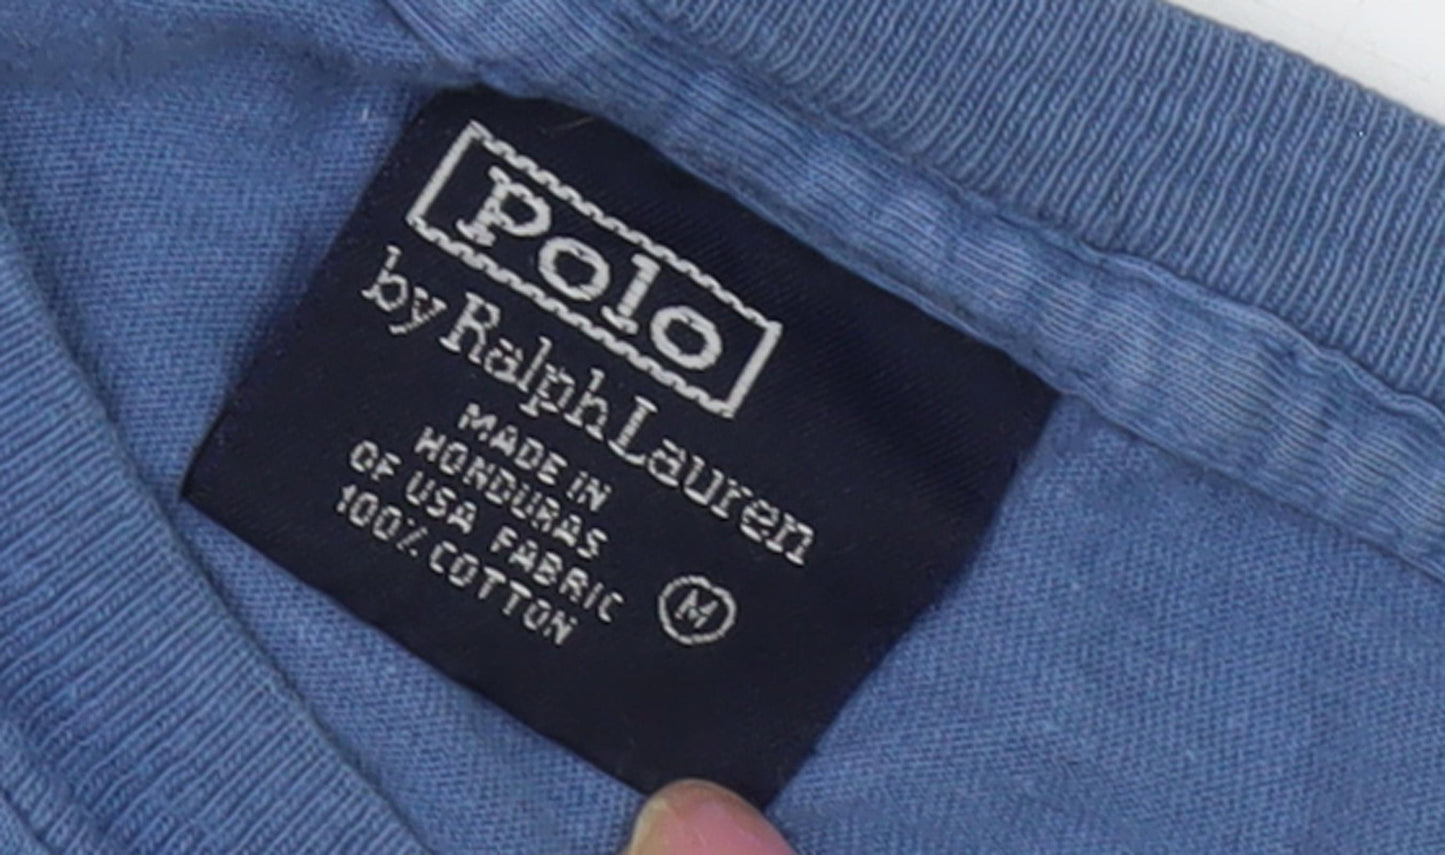 Polo
by Ralph Lauren
MADE IN
HONDURAS
OF USA FABRIC
100% COTTON
M